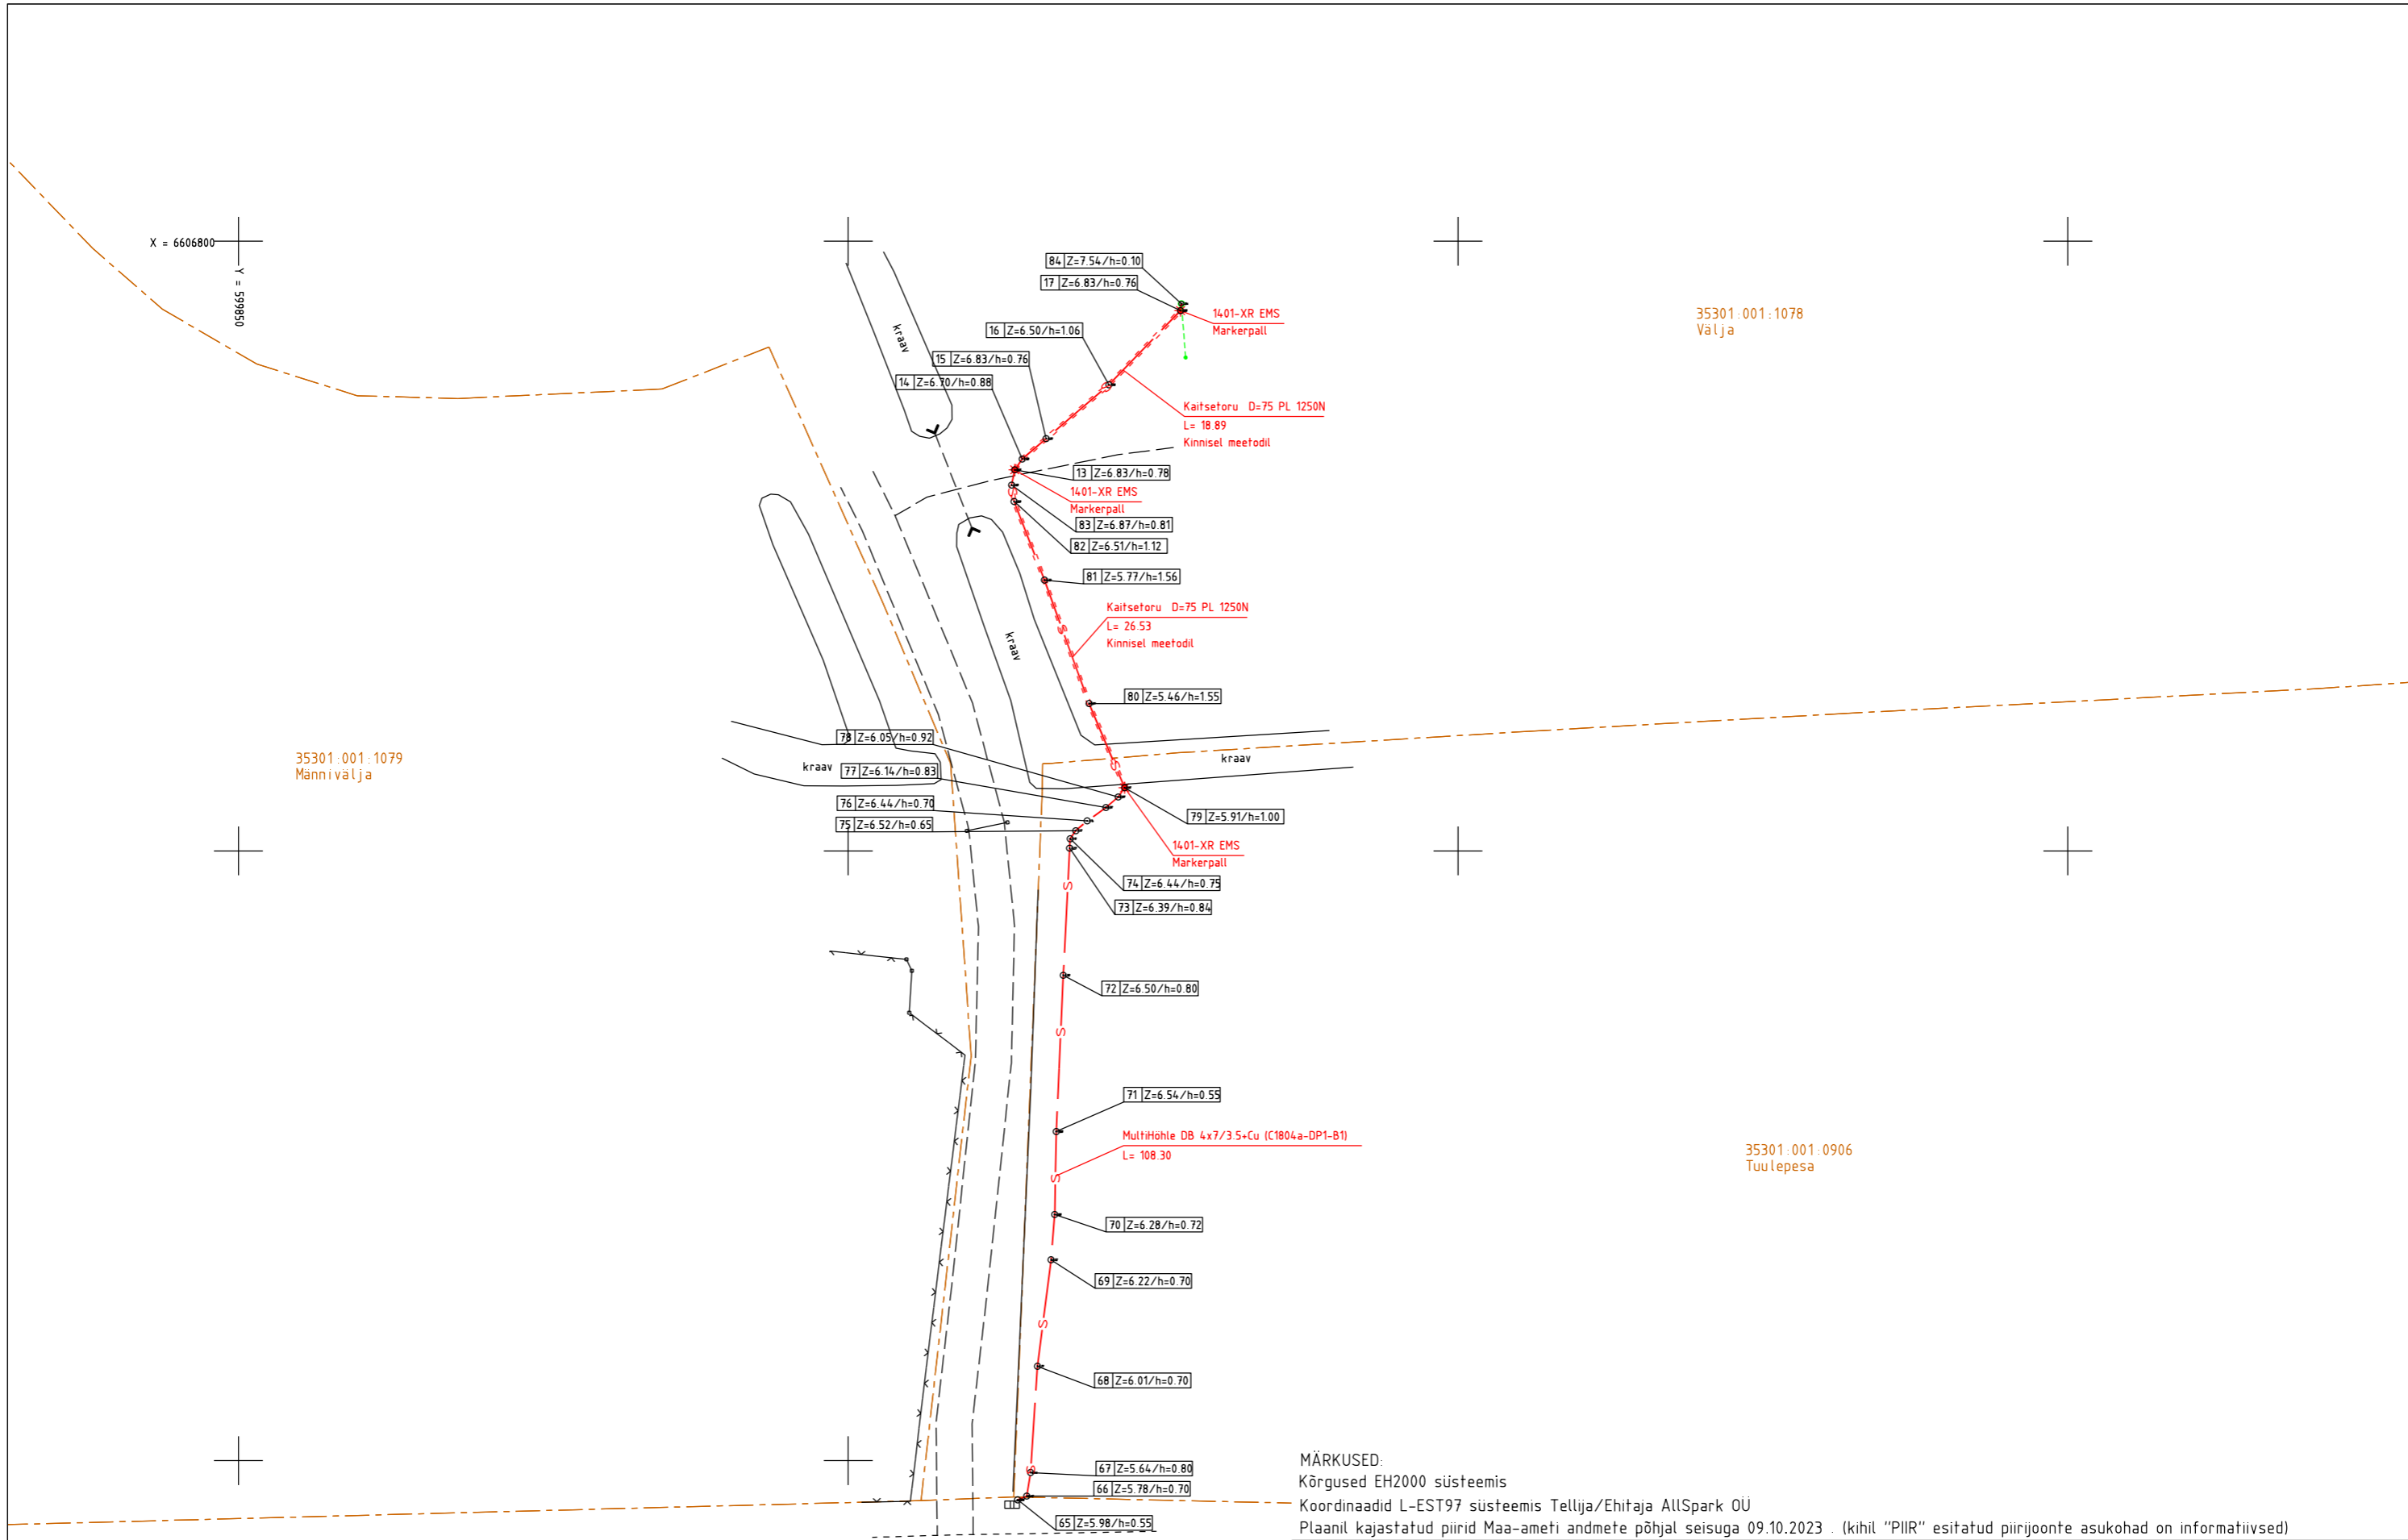 X = 6606800
Y = 599850
84 Z=7.54/h=0.10
17 Z=6.83/h=0.76
1401-XR EMS
Markerpall
35301:001:1078
Välja
kraav
16 Z=6.50/h=1.06
15 Z=6.83/h=0.76
14 Z=6.70/h=0.88
Kaitsetoru D=75 PL 1250N
L= 18.89
Kinnisel meetodil
13 Z=6.83/h=0.78
1401-XR EMS
Markerpall
83 Z=6.87/h=0.81
82 Z=6.51/h=1.12
81 Z=5.77/h=1.56
Kaitsetoru D=75 PL 1250N
L= 26.53
Kinnisel meetodil
kraav
80 Z=5.46/h=1.55
78 Z=6.05/h=0.92
35301:001:1079
Männivälja
kraav
77 Z=6.14/h=0.83
kraav
76 Z=6.44/h=0.70
75 Z=6.52/h=0.65
79 Z=5.91/h=1.00
1401-XR EMS
Markerpall
74 Z=6.44/h=0.75
73 Z=6.39/h=0.84
S
72 Z=6.50/h=0.80
S
71 Z=6.54/h=0.55
MultiHöhle DB 4x7/3.5+Cu (C1804a-DP1-B1)
L= 108.30
35301:001:0906
Tuulepesa
S
70 Z=6.28/h=0.72
69 Z=6.22/h=0.70
S
68 Z=6.01/h=0.70
67 Z=5.64/h=0.80
66 Z=5.78/h=0.70
65 Z=5.98/h=0.55
MÄRKUSED:
Kõrgused EH2000 süsteemis
Koordinaadid L-EST97 süsteemis Tellija/Ehitaja AllSpark OÜ
Plaanil kajastatud piirid Maa-ameti andmete põhjal seisuga 09.10.2023 . (kihil "PIIR" esitatud piirijoonte asukohad on informatiivsed)